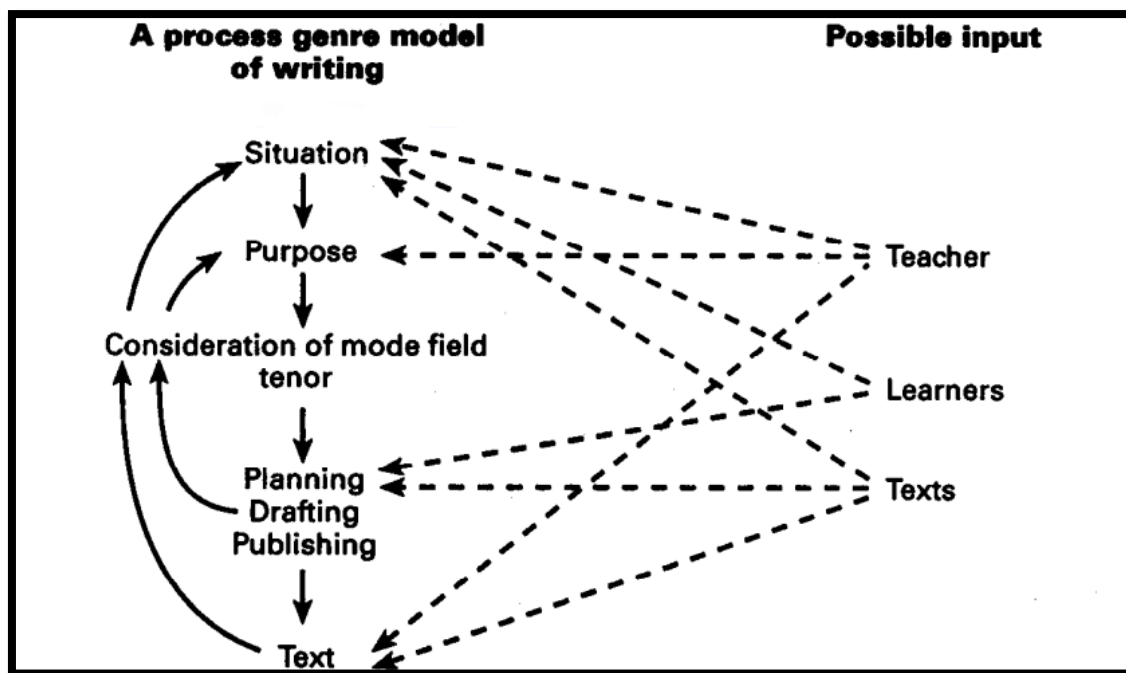 A process genre model
of writing
Possible input
Situation
Purpose
Teacher
Consideration of mode field
tenor
Learners
Planning
Drafting
Publishing
Texts
Text